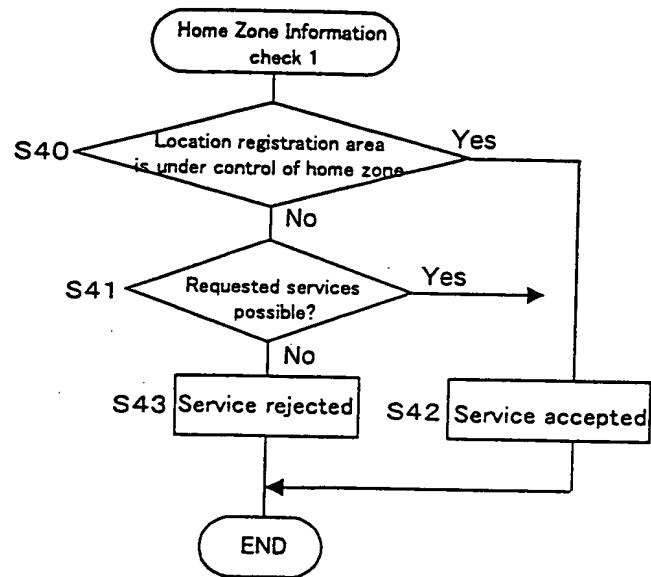 Home Zone Information
check 1
S40
Location registration area
is under control of home zone
Yes
No
S41
Requested services
possible?
Yes
No
S43
Service rejected
S42
Service accepted
END